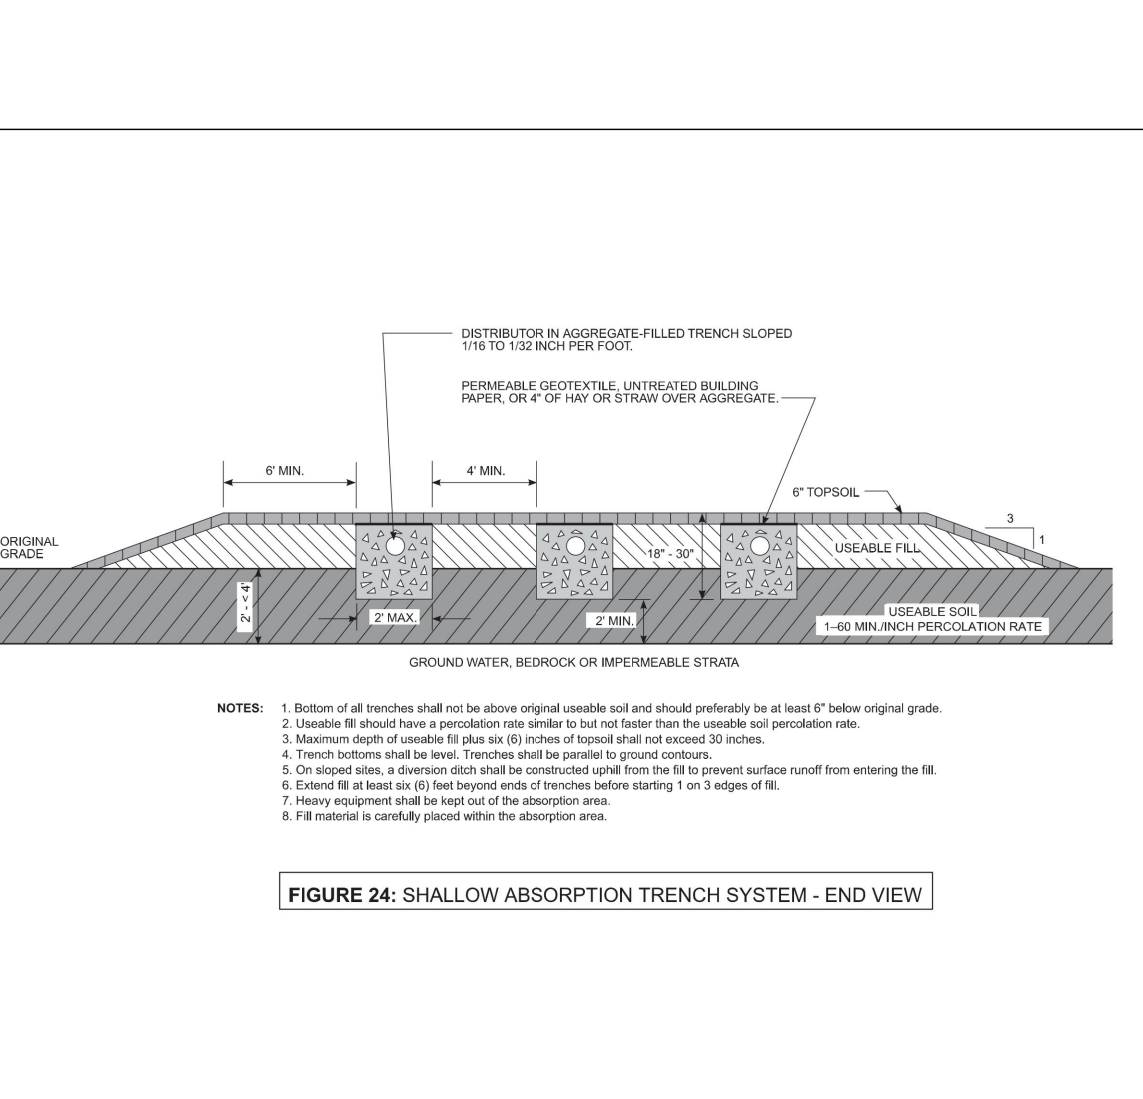 DISTRIBUTOR IN AGGREGATE-FILLED TRENCH SLOPED
1/16 TO 1/32 INCH PER FOOT.
PERMEABLE GEOTEXTILE, UNTREATED BUILDING
PAPER, OR 4" OF HAY OR STRAW OVER AGGREGATE.
6' MIN.
4' MIN.
6" TOPSOIL
3
1
ORIGINAL
GRADE
18" - 30"
USEABLE FILL
2' - < 4'
2' MAX.
2' MIN.
USEABLE SOIL
1–60 MIN./INCH PERCOLATION RATE
GROUND WATER, BEDROCK OR IMPERMEABLE STRATA
NOTES: 1. Bottom of all trenches shall not be above original useable soil and should preferably be at least 6" below original grade.
2. Useable fill should have a percolation rate similar to but not faster than the useable soil percolation rate.
3. Maximum depth of useable fill plus six (6) inches of topsoil shall not exceed 30 inches.
4. Trench bottoms shall be level. Trenches shall be parallel to ground contours.
5. On sloped sites, a diversion ditch shall be constructed uphill from the fill to prevent surface runoff from entering the fill.
6. Extend fill at least six (6) feet beyond ends of trenches before starting 1 on 3 edges of fill.
7. Heavy equipment shall be kept out of the absorption area.
8. Fill material is carefully placed within the absorption area.
FIGURE 24: SHALLOW ABSORPTION TRENCH SYSTEM - END VIEW